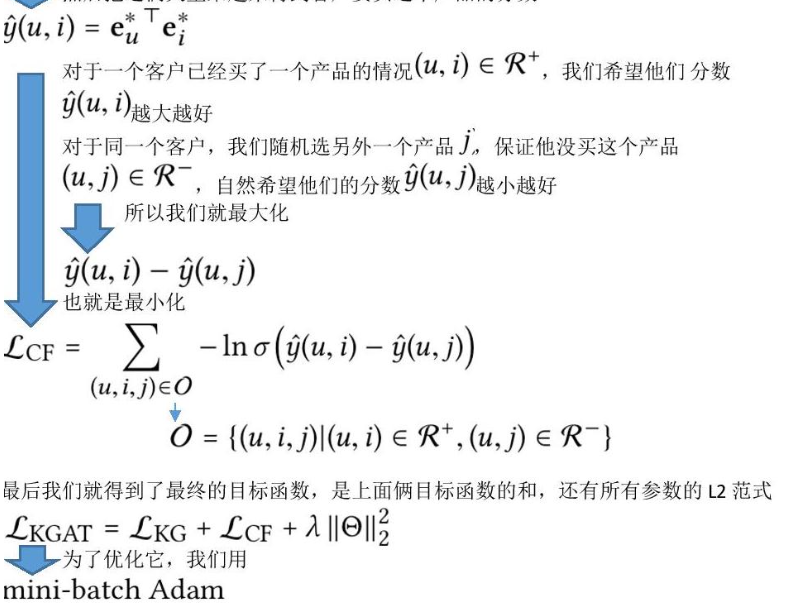 ŷ(u, i) = e*ᵤ⊤e*ᵢ
对于一个客户已经买了一个产品的情况(u, i) ∈ R⁺，我们希望他们 分数
ŷ(u, i)越大越好
对于同一个客户，我们随机选另外一个产品 j，保证他没买这个产品
(u, j) ∈ R⁻，自然希望他们的分数ŷ(u, j)越小越好
所以我们就最大化
ŷ(u, i) − ŷ(u, j)
也就是最小化
L_CF = ∑_(u,i,j)∈O − ln σ(ŷ(u, i) − ŷ(u, j))
O = {(u, i, j)|(u, i) ∈ R⁺, (u, j) ∈ R⁻}
最后我们就得到了最终的目标函数，是上面俩目标函数的和，还有所有参数的 L2 范式
L_KGAT = L_KG + L_CF + λ ‖Θ‖₂²
为了优化它，我们用
mini-batch Adam